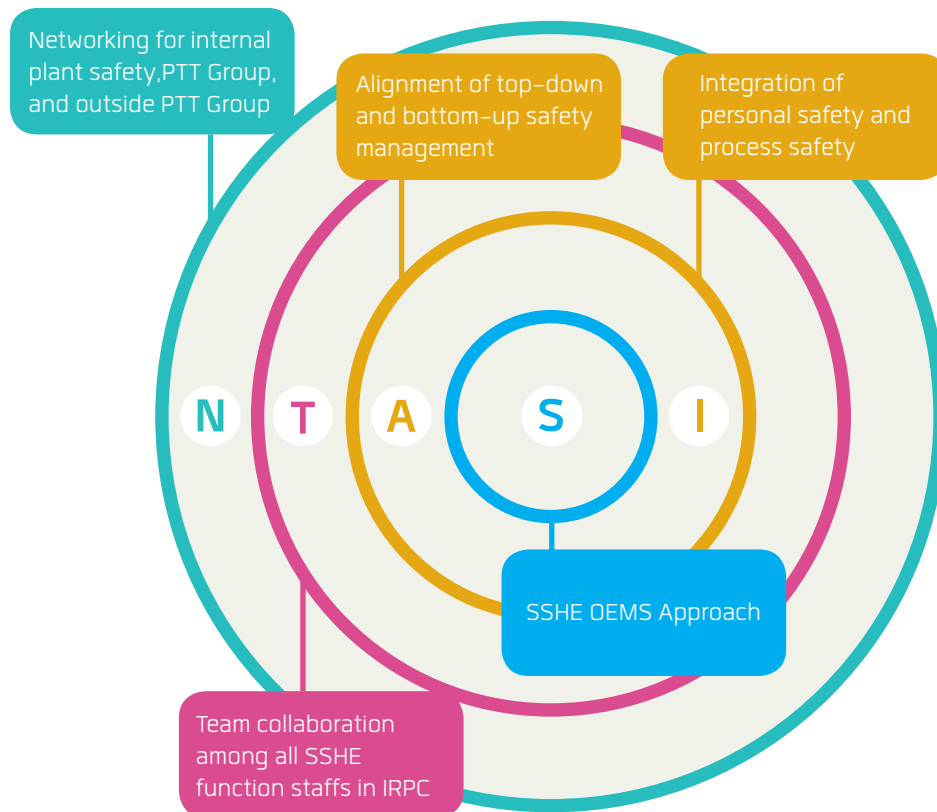 Networking for internal
plant safety,PTT Group,
and outside PTT Group
Alignment of top-down
and bottom-up safety
management
Integration of
personal safety and
process safety
N
T
A
S
I
SSHE OEMS Approach
Team collaboration
among all SSHE
function staffs in IRPC